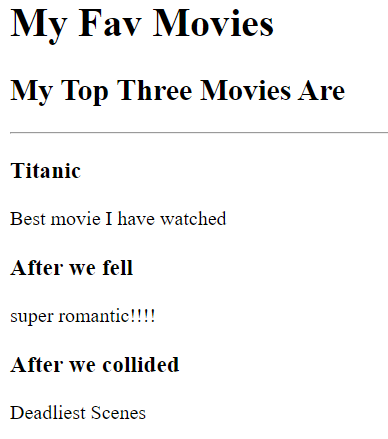 My Fav Movies
My Top Three Movies Are
Titanic
Best movie I have watched
After we fell
super romantic!!!!
After we collided
Deadliest Scenes